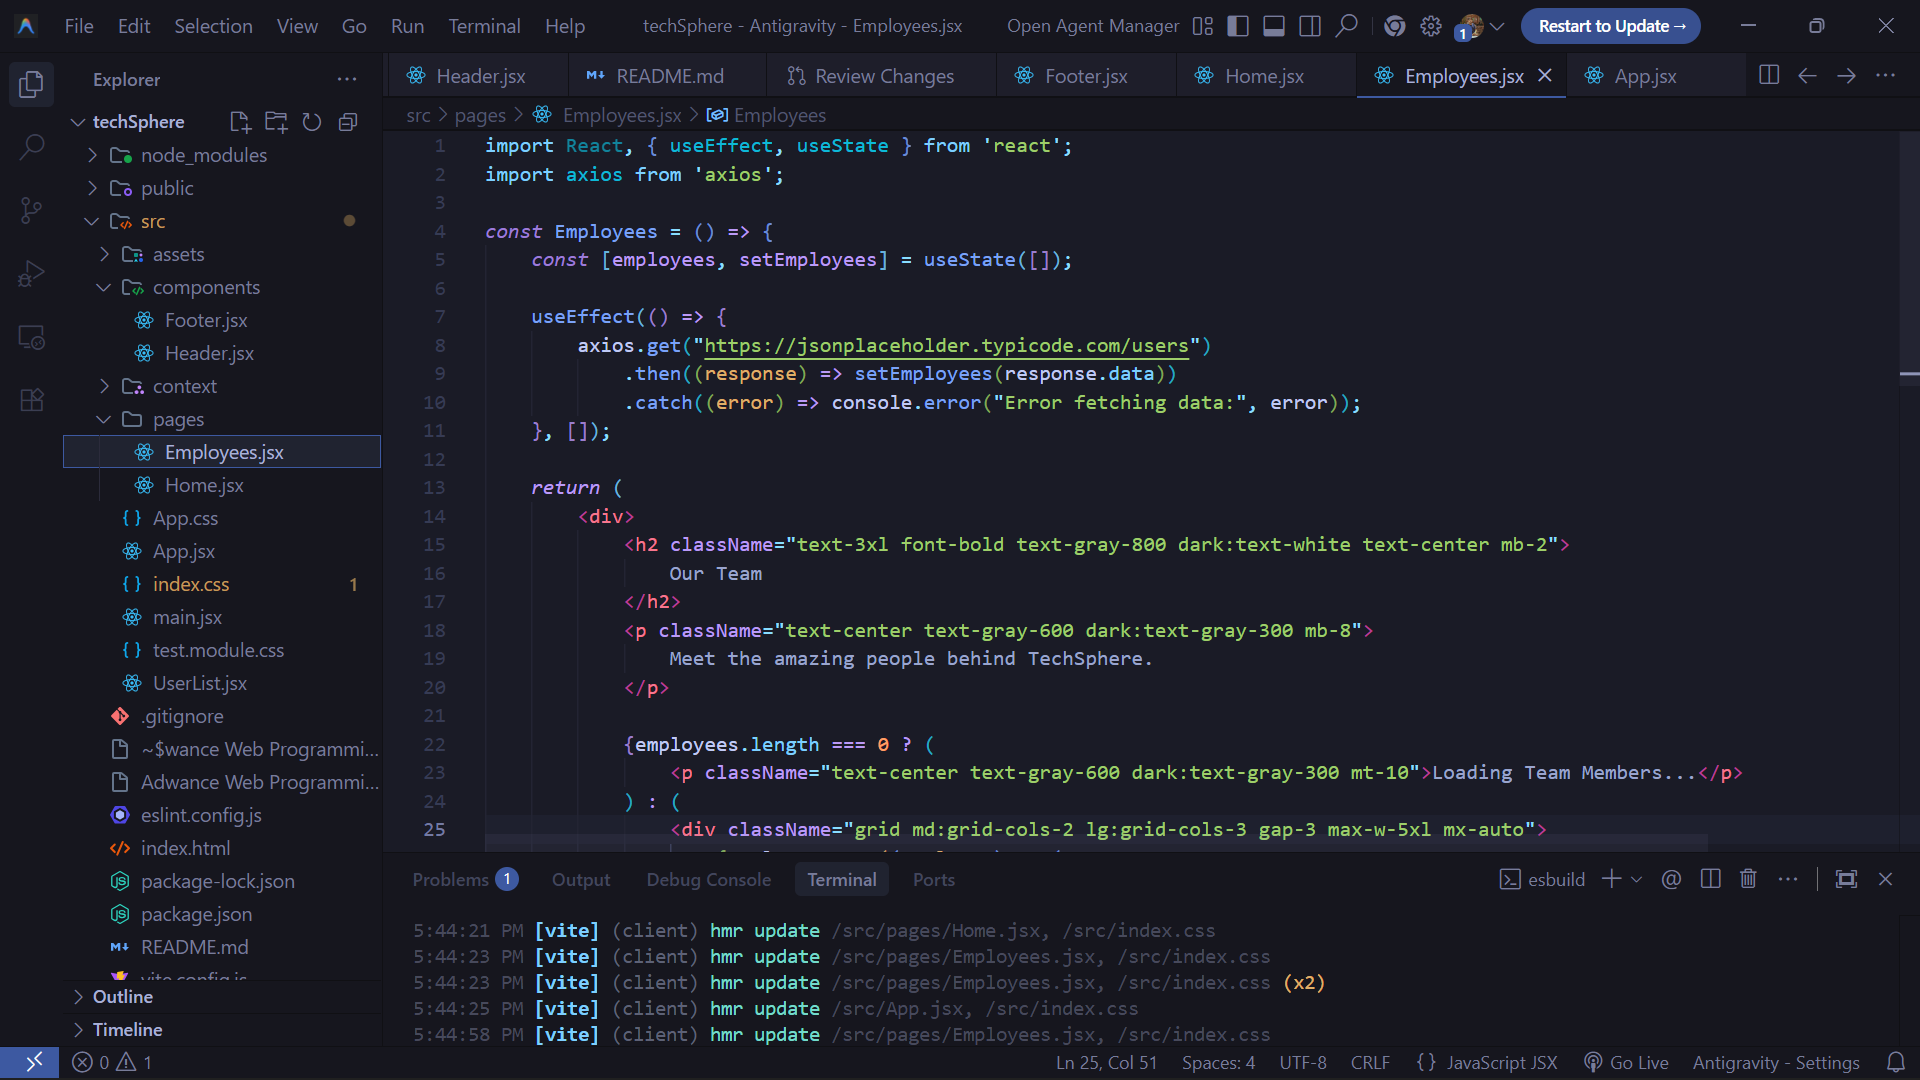 File Edit Selection View Go Run Terminal Help
techSphere - Antigravity - Employees.jsx
Open Agent Manager
1
Restart to Update →
Explorer
techSphere
node_modules
public
src
assets
components
Footer.jsx
Header.jsx
context
pages
Employees.jsx
Home.jsx
{ } App.css
App.jsx
{ } index.css 1
main.jsx
{ } test.module.css
UserList.jsx
.gitignore
~$wance Web Programmi...
Adwance Web Programmi...
eslint.config.js
index.html
package-lock.json
package.json
README.md
vite.config.js
Outline
Timeline
Header.jsx README.md Review Changes Footer.jsx Home.jsx Employees.jsx App.jsx
src > pages > Employees.jsx > Employees
1 import React, { useEffect, useState } from 'react';
2 import axios from 'axios';
3
4 const Employees = () => {
5 const [employees, setEmployees] = useState([]);
6
7 useEffect(() => {
8 axios.get("https://jsonplaceholder.typicode.com/users")
9 .then((response) => setEmployees(response.data))
10 .catch((error) => console.error("Error fetching data:", error));
11 }, []);
12
13 return (
14 <div>
15 <h2 className="text-3xl font-bold text-gray-800 dark:text-white text-center mb-2">
16 Our Team
17 </h2>
18 <p className="text-center text-gray-600 dark:text-gray-300 mb-8">
19 Meet the amazing people behind TechSphere.
20 </p>
21
22 {employees.length === 0 ? (
23 <p className="text-center text-gray-600 dark:text-gray-300 mt-10">Loading Team Members...</p>
24 ) : (
25 <div className="grid md:grid-cols-2 lg:grid-cols-3 gap-3 max-w-5xl mx-auto">
Problems 1 Output Debug Console Terminal Ports
esbuild
5:44:21 PM [vite] (client) hmr update /src/pages/Home.jsx, /src/index.css
5:44:23 PM [vite] (client) hmr update /src/pages/Employees.jsx, /src/index.css
5:44:23 PM [vite] (client) hmr update /src/pages/Employees.jsx, /src/index.css (x2)
5:44:25 PM [vite] (client) hmr update /src/App.jsx, /src/index.css
5:44:58 PM [vite] (client) hmr update /src/pages/Employees.jsx, /src/index.css
0 1
Ln 25, Col 51 Spaces: 4 UTF-8 CRLF { } JavaScript JSX Go Live Antigravity - Settings